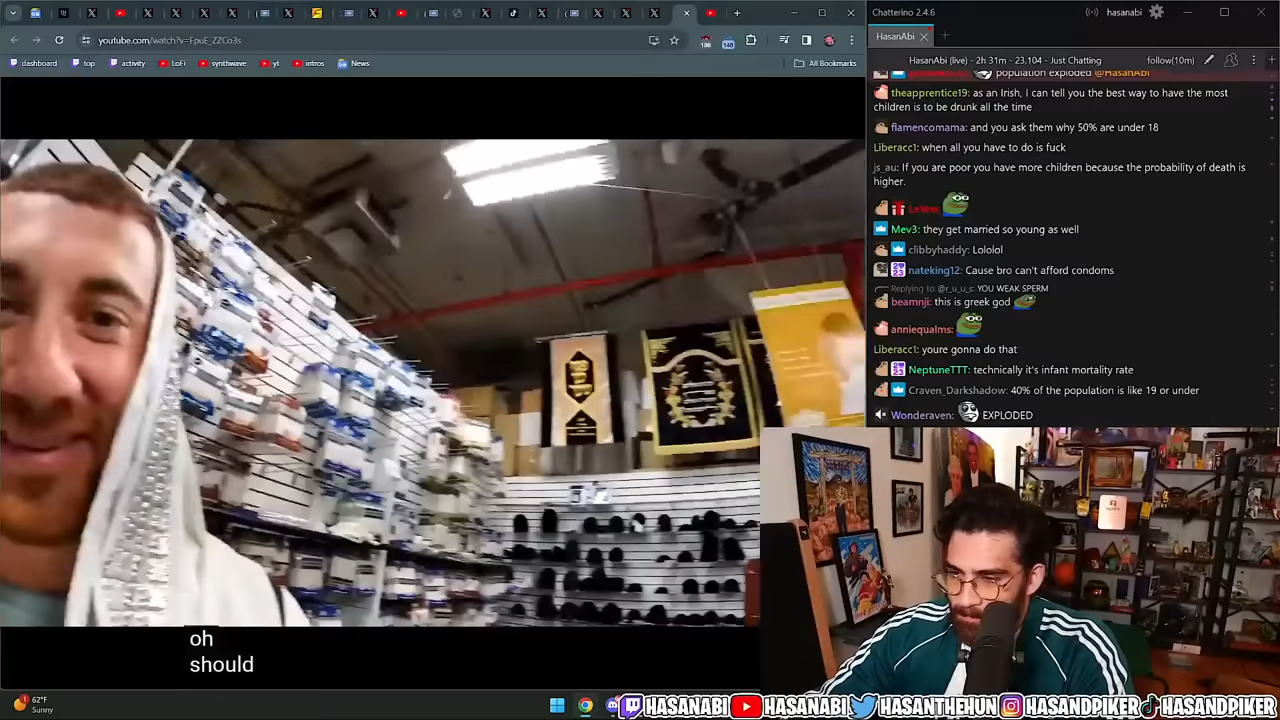 Chatterino 2.4.6
hasanabi
youtube.com/watch?v=FpuE_ZZCo3s
HasanAbi
dashboard
top
activity
LoFi
synthwave
yt
intros
News
All Bookmarks
HasanAbi (live) - 2h 31m - 23,104 - Just Chatting
follow(10m)
population exploded @HasanAbi
theapprentice19: as an Irish, I can tell you the best way to have the most
children is to be drunk all the time
flamencomama: and you ask them why 50% are under 18
Liberacc1: when all you have to do is fuck
js_au: If you are poor you have more children because the probability of death is
higher.
Mev3: they get married so young as well
clibbyhaddy: Lololol
nateking12: Cause bro can't afford condoms
Replying to @r_u_u_s: YOU WEAK SPERM
beamnji: this is greek god
anniequalms:
Liberacc1: youre gonna do that
NeptuneTTT: technically it's infant mortality rate
Craven_Darkshadow: 40% of the population is like 19 or under
Wonderaven: EXPLODED
oh
should
62°F
Sunny
HASANABI
HASANABI
HASANTHEHUN
HASANDPIKER
HASANDPIKER